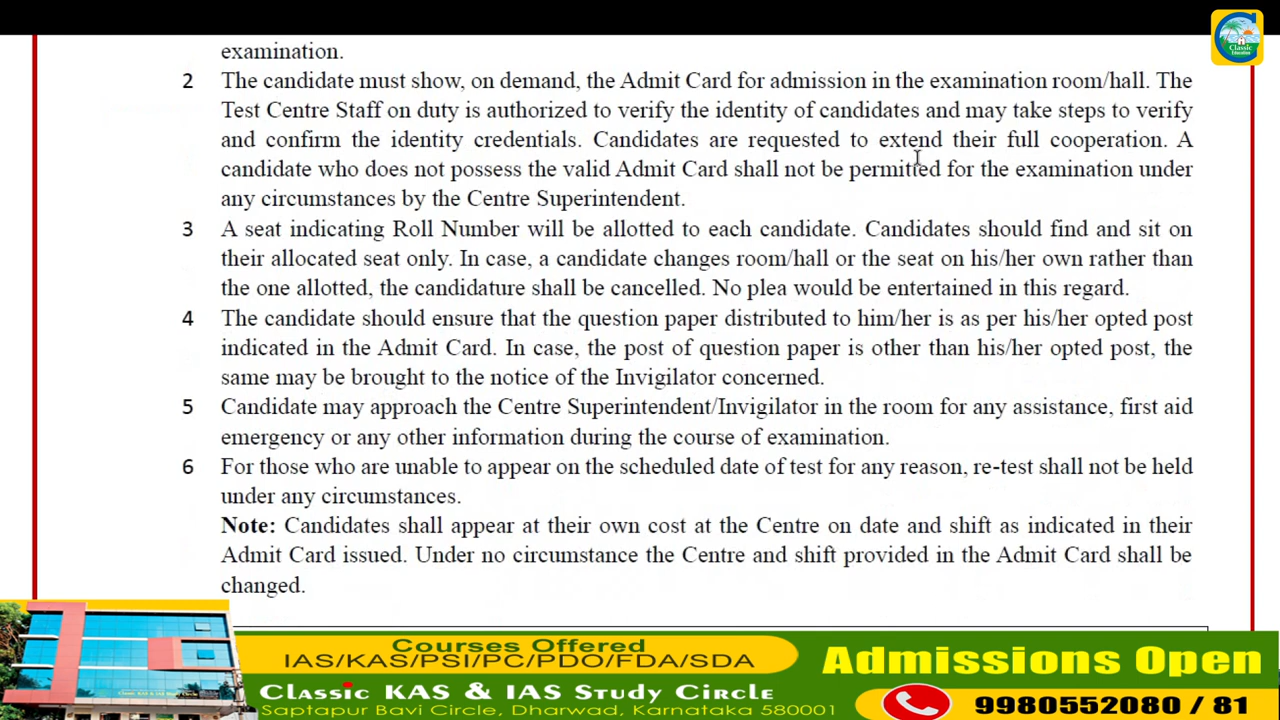 Classic
Education
examination.
2 The candidate must show, on demand, the Admit Card for admission in the examination room/hall. The
Test Centre Staff on duty is authorized to verify the identity of candidates and may take steps to verify
and confirm the identity credentials. Candidates are requested to extend their full cooperation. A
candidate who does not possess the valid Admit Card shall not be permitted for the examination under
any circumstances by the Centre Superintendent.
3 A seat indicating Roll Number will be allotted to each candidate. Candidates should find and sit on
their allocated seat only. In case, a candidate changes room/hall or the seat on his/her own rather than
the one allotted, the candidature shall be cancelled. No plea would be entertained in this regard.
4 The candidate should ensure that the question paper distributed to him/her is as per his/her opted post
indicated in the Admit Card. In case, the post of question paper is other than his/her opted post, the
same may be brought to the notice of the Invigilator concerned.
5 Candidate may approach the Centre Superintendent/Invigilator in the room for any assistance, first aid
emergency or any other information during the course of examination.
6 For those who are unable to appear on the scheduled date of test for any reason, re-test shall not be held
under any circumstances.
Note: Candidates shall appear at their own cost at the Centre on date and shift as indicated in their
Admit Card issued. Under no circumstance the Centre and shift provided in the Admit Card shall be
changed.
Courses Offered
IAS/KAS/PSI/PC/PDO/FDA/SDA
Classic KAS & IAS Study Circle
Saptapur Bavi Circle, Dharwad, Karnataka 580001
Admissions Open
9980552080 / 81